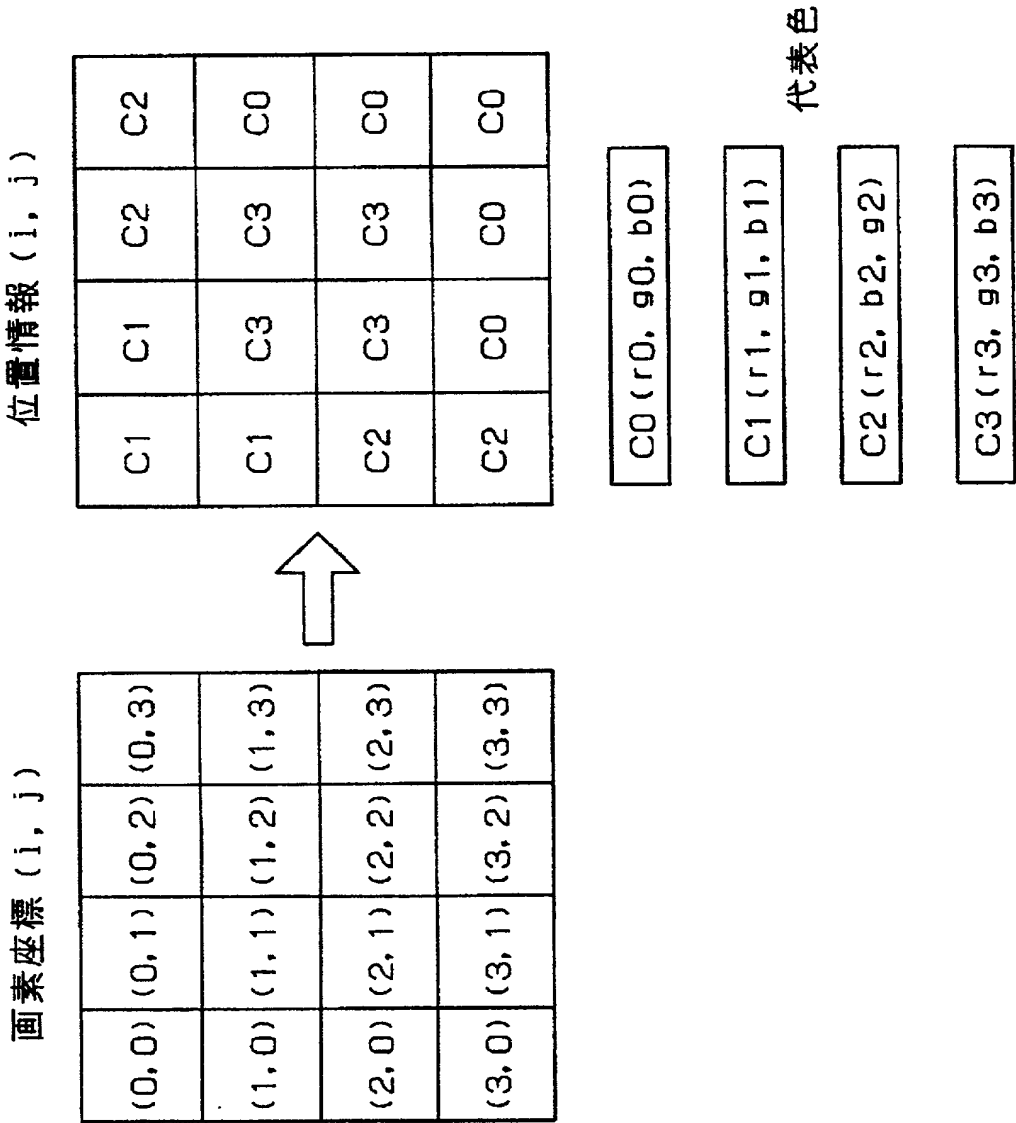 画素座標 (i, j)
(0,0) (0,1) (0,2) (0,3)
(1,0) (1,1) (1,2) (1,3)
(2,0) (2,1) (2,2) (2,3)
(3,0) (3,1) (3,2) (3,3)
位置情報 (i, j)
C1 C1 C2 C2
C1 C3 C3 C0
C2 C3 C3 C0
C2 C0 C0 C0
C0 (r0, g0, b0)
C1 (r1, g1, b1)
C2 (r2, b2, g2)
C3 (r3, g3, b3)
代表色